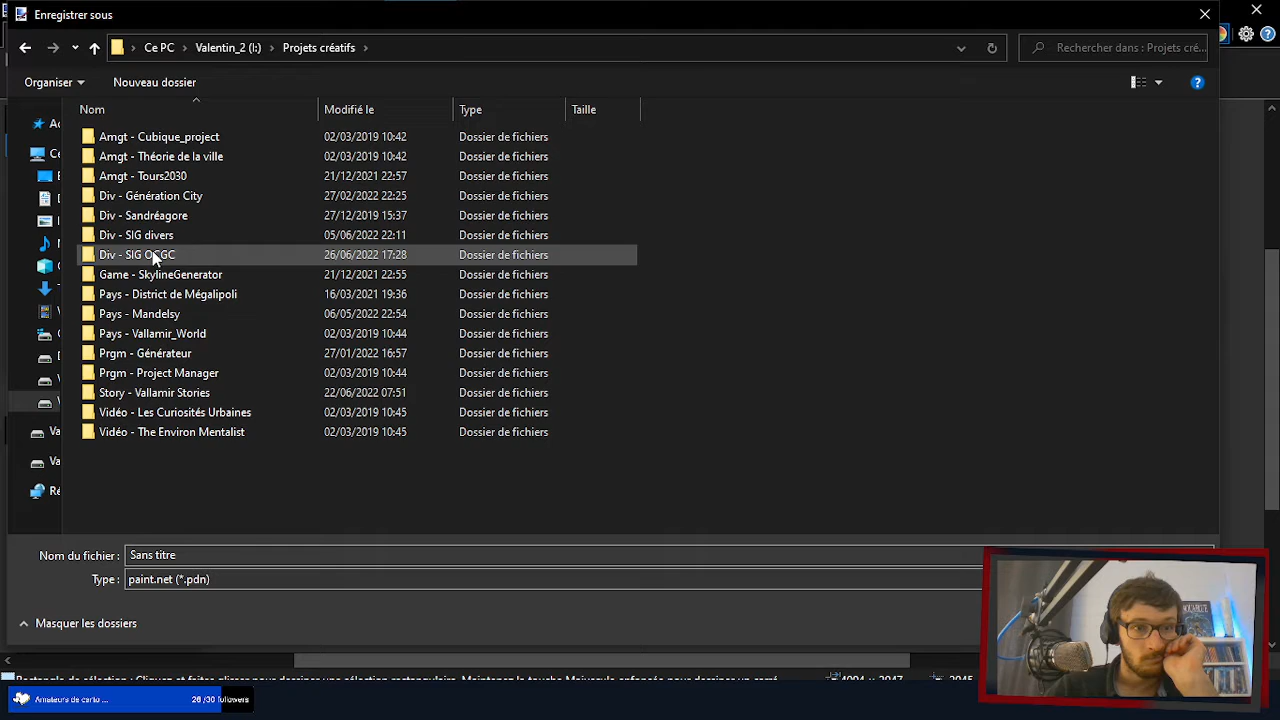 Enregistrer sous
Ce PC
Valentin_2 (I:)
Projets créatifs
Rechercher dans : Projets cré...
Organiser
Nouveau dossier
Nom
Modifié le
Type
Taille
Amgt - Cubique_project 02/03/2019 10:42 Dossier de fichiers
Amgt - Théorie de la ville 02/03/2019 10:42 Dossier de fichiers
Amgt - Tours2030 21/12/2021 22:57 Dossier de fichiers
Div - Génération City 27/02/2022 22:25 Dossier de fichiers
Div - Sandréagore 27/12/2019 15:37 Dossier de fichiers
Div - SIG divers 05/06/2022 22:11 Dossier de fichiers
Div - SIG OCGC 26/06/2022 17:28 Dossier de fichiers
Game - SkylineGenerator 21/12/2021 22:55 Dossier de fichiers
Pays - District de Mégalipoli 16/03/2021 19:36 Dossier de fichiers
Pays - Mandelsy 06/05/2022 22:54 Dossier de fichiers
Pays - Vallamir_World 02/03/2019 10:44 Dossier de fichiers
Prgm - Générateur 27/01/2022 16:57 Dossier de fichiers
Prgm - Project Manager 02/03/2019 10:44 Dossier de fichiers
Story - Vallamir Stories 22/06/2022 07:51 Dossier de fichiers
Vidéo - Les Curiosités Urbaines 02/03/2019 10:45 Dossier de fichiers
Vidéo - The Environ Mentalist 02/03/2019 10:45 Dossier de fichiers
Nom du fichier : Sans titre
Type : paint.net (*.pdn)
Masquer les dossiers
Amateurs de carto ... 26 /30 followers